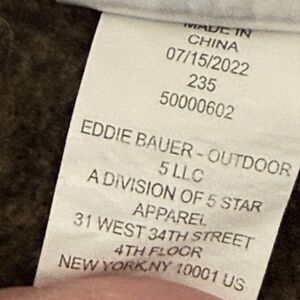 MADE IN
CHINA
07/15/2022
235
50000602
EDDIE BAUER - OUTDOOR
5 LLC
A DIVISION OF 5 STAR
APPAREL
31 WEST 34TH STREET
4TH FLOOR
NEW YORK,NY 10001 US